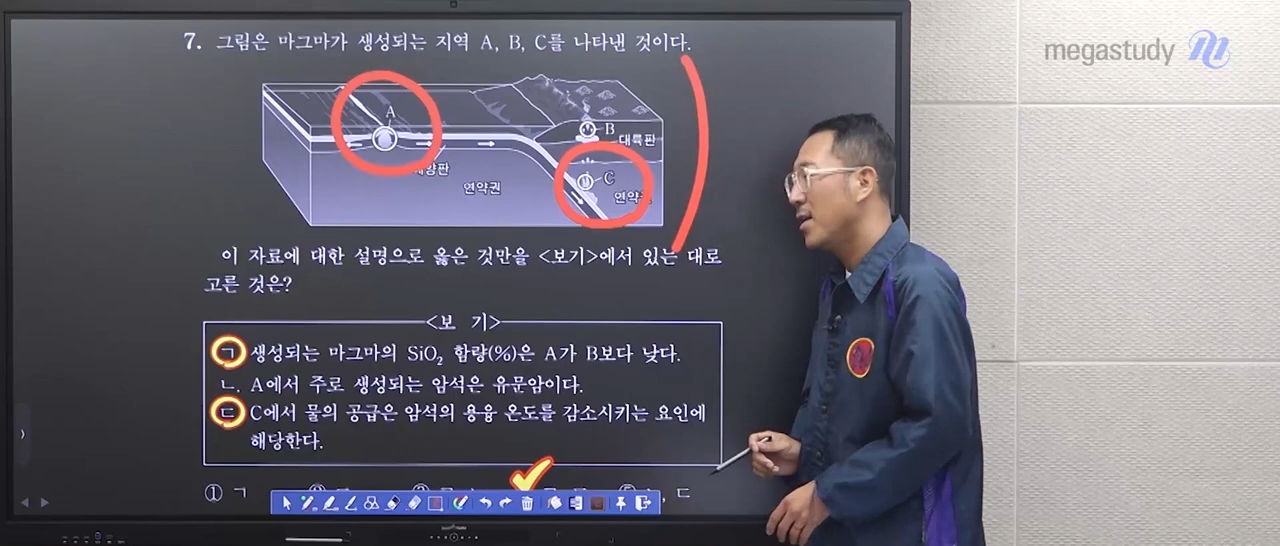 megastudy
7. 그림은 마그마가 생성되는 지역 A, B, C를 나타낸 것이다.
A
B
대륙판
연약권
C
이 자료에 대한 설명으로 옳은 것만을 <보기>에서 있는 대로
고른 것은?
<보 기>
ㄱ 생성되는 마그마의 SiO₂ 함량(%)은 A가 B보다 낮다.
ㄴ. A에서 주로 생성되는 암석은 유문암이다.
ㄷ C에서 물의 공급은 암석의 용융 온도를 감소시키는 요인에
해당한다.
① ㄱ , ㄷ